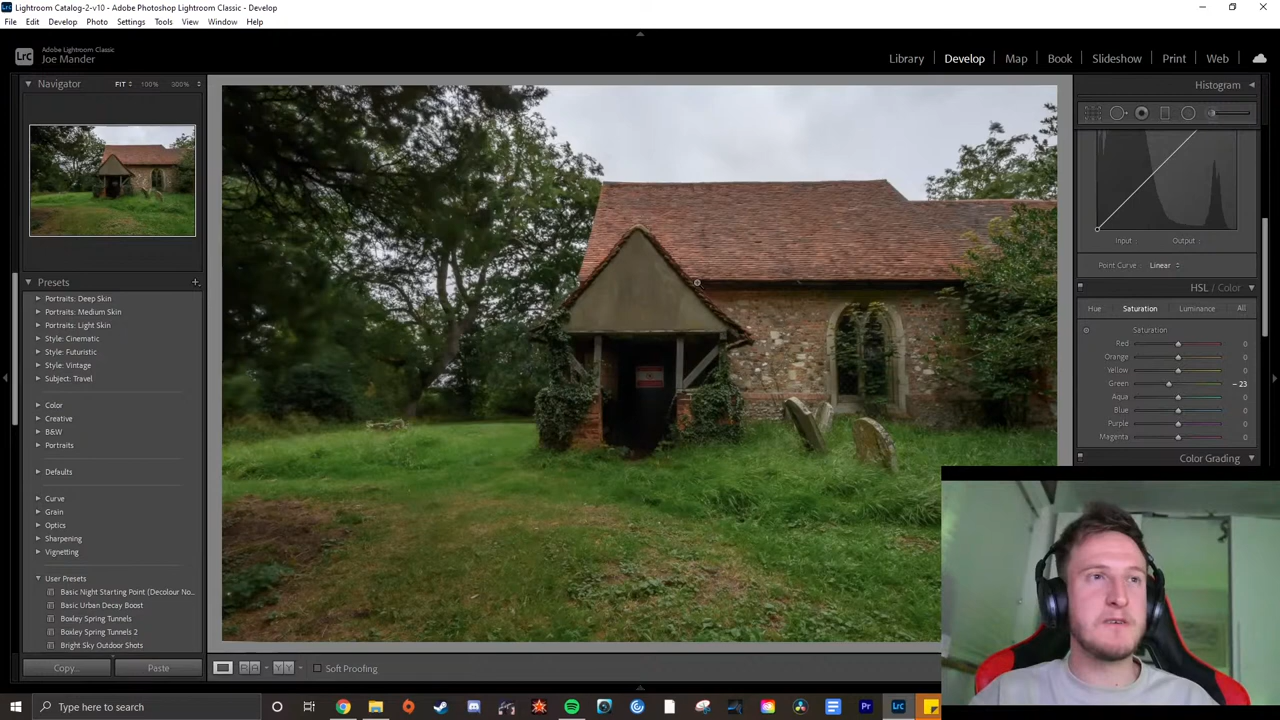 Lightroom Catalog-2-v10 - Adobe Photoshop Lightroom Classic - Develop
File Edit Develop Photo Settings Tools View Window Help
Adobe Lightroom Classic
Joe Mander
Library Develop Map Book Slideshow Print Web
Navigator FIT 100% 300%
Histogram
Input : Output :
Point Curve : Linear
HSL / Color
Hue Saturation Luminance All
Saturation
Red 0
Orange 0
Yellow 0
Green – 23
Aqua 0
Blue 0
Purple 0
Magenta 0
Color Grading
Presets
Portraits: Deep Skin
Portraits: Medium Skin
Portraits: Light Skin
Style: Cinematic
Style: Futuristic
Style: Vintage
Subject: Travel
Color
Creative
B&W
Portraits
Defaults
Curve
Grain
Optics
Sharpening
Vignetting
User Presets
Basic Night Starting Point (Decolour No...
Basic Urban Decay Boost
Boxley Spring Tunnels
Boxley Spring Tunnels 2
Bright Sky Outdoor Shots
Copy... Paste
Soft Proofing
Type here to search
Pr
LrC